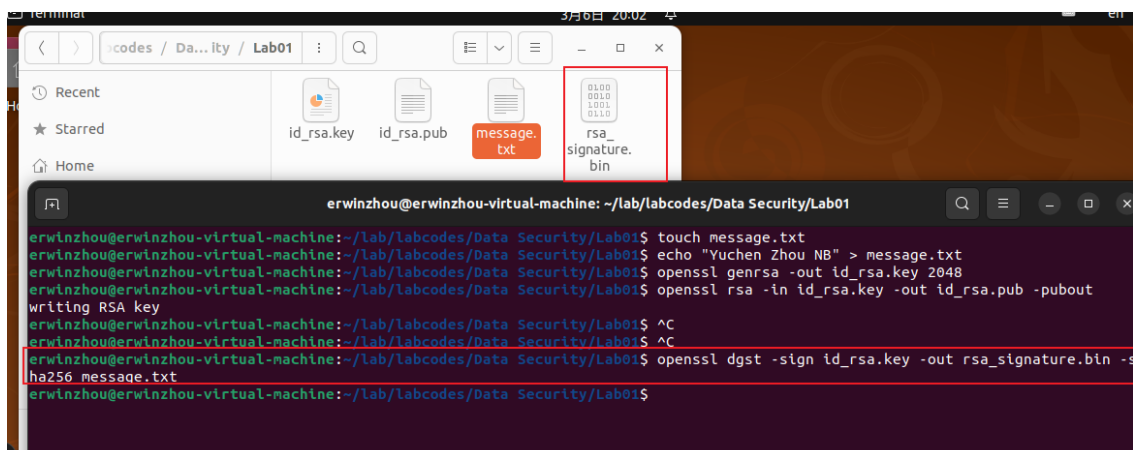 Terminal
3月6日 20:02
en
codes / Da…ity / Lab01
Recent
Starred
Home
id_rsa.key
id_rsa.pub
message.
txt
0100
0010
1001
0110
rsa_
signature.
bin
erwinzhou@erwinzhou-virtual-machine: ~/lab/labcodes/Data Security/Lab01
erwinzhou@erwinzhou-virtual-machine:~/lab/labcodes/Data Security/Lab01$ touch message.txt
erwinzhou@erwinzhou-virtual-machine:~/lab/labcodes/Data Security/Lab01$ echo "Yuchen Zhou NB" > message.txt
erwinzhou@erwinzhou-virtual-machine:~/lab/labcodes/Data Security/Lab01$ openssl genrsa -out id_rsa.key 2048
erwinzhou@erwinzhou-virtual-machine:~/lab/labcodes/Data Security/Lab01$ openssl rsa -in id_rsa.key -out id_rsa.pub -pubout
writing RSA key
erwinzhou@erwinzhou-virtual-machine:~/lab/labcodes/Data Security/Lab01$ ^C
erwinzhou@erwinzhou-virtual-machine:~/lab/labcodes/Data Security/Lab01$ ^C
erwinzhou@erwinzhou-virtual-machine:~/lab/labcodes/Data Security/Lab01$ openssl dgst -sign id_rsa.key -out rsa_signature.bin -s
ha256 message.txt
erwinzhou@erwinzhou-virtual-machine:~/lab/labcodes/Data Security/Lab01$